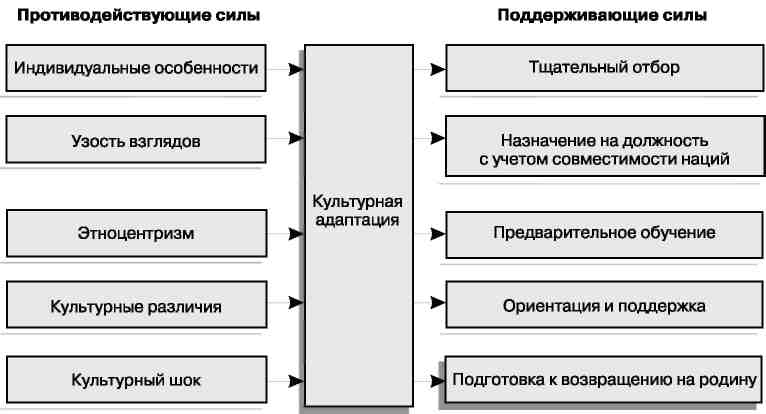 Противодействующие силы
Поддерживающие силы
Индивидуальные особенности
Узость взглядов
Этноцентризм
Культурные различия
Культурный шок
Культурная
адаптация
Тщательный отбор
Назначение на должность
с учетом совместимости наций
Предварительное обучение
Ориентация и поддержка
Подготовка к возвращению на родину